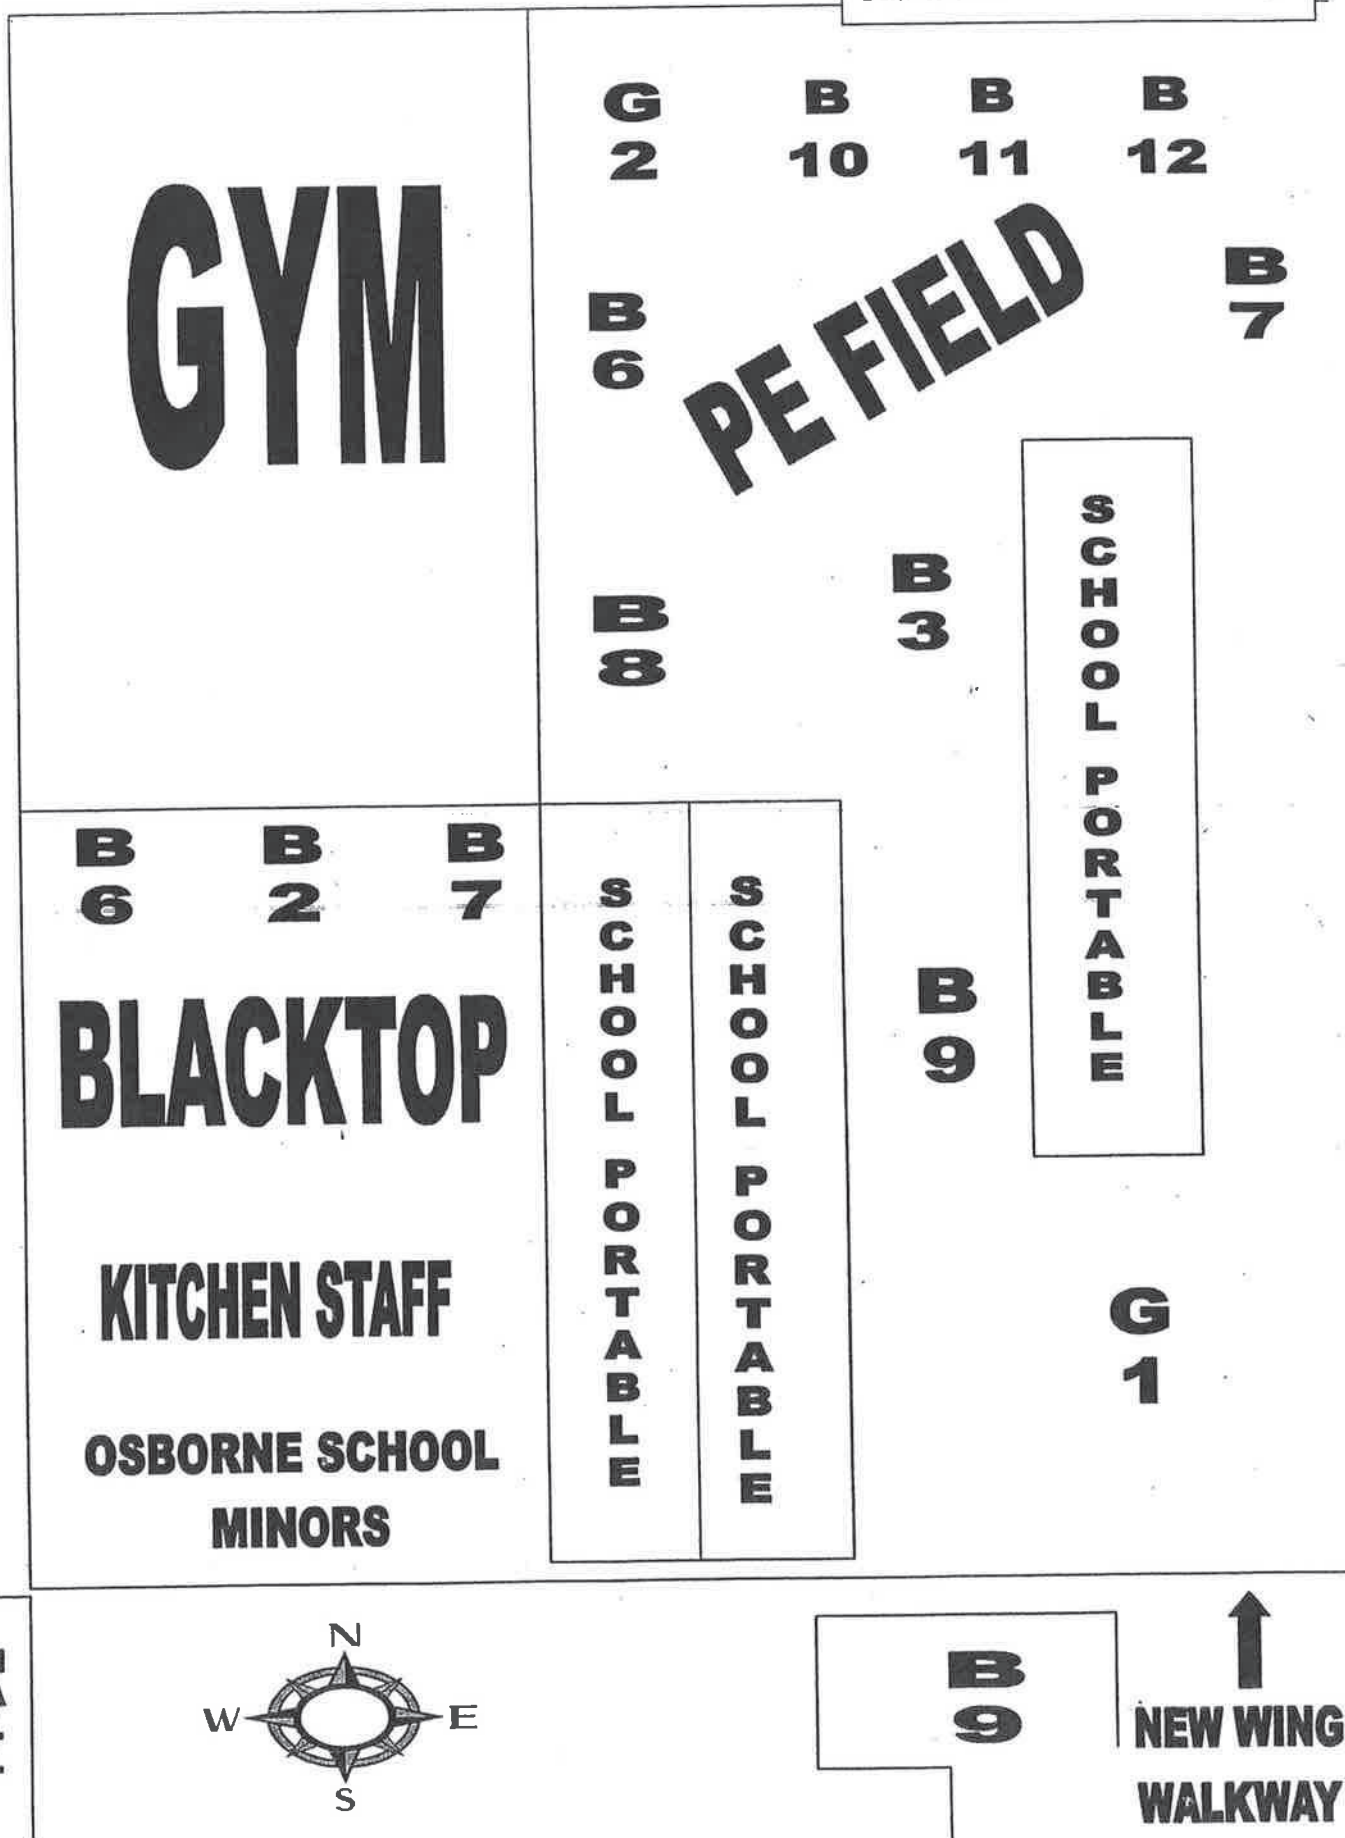 G B B B
2 10 11 12
GYM
PE FIELD
B
7
B
6
B
3
B
8
SCHOOL PORTABLE
B B B
6 2 7
BLACKTOP
KITCHEN STAFF
OSBORNE SCHOOL
MINORS
SCHOOL PORTABLE
SCHOOL PORTABLE
B
9
G
1
N
W E
S
B
9
NEW WING
WALKWAY